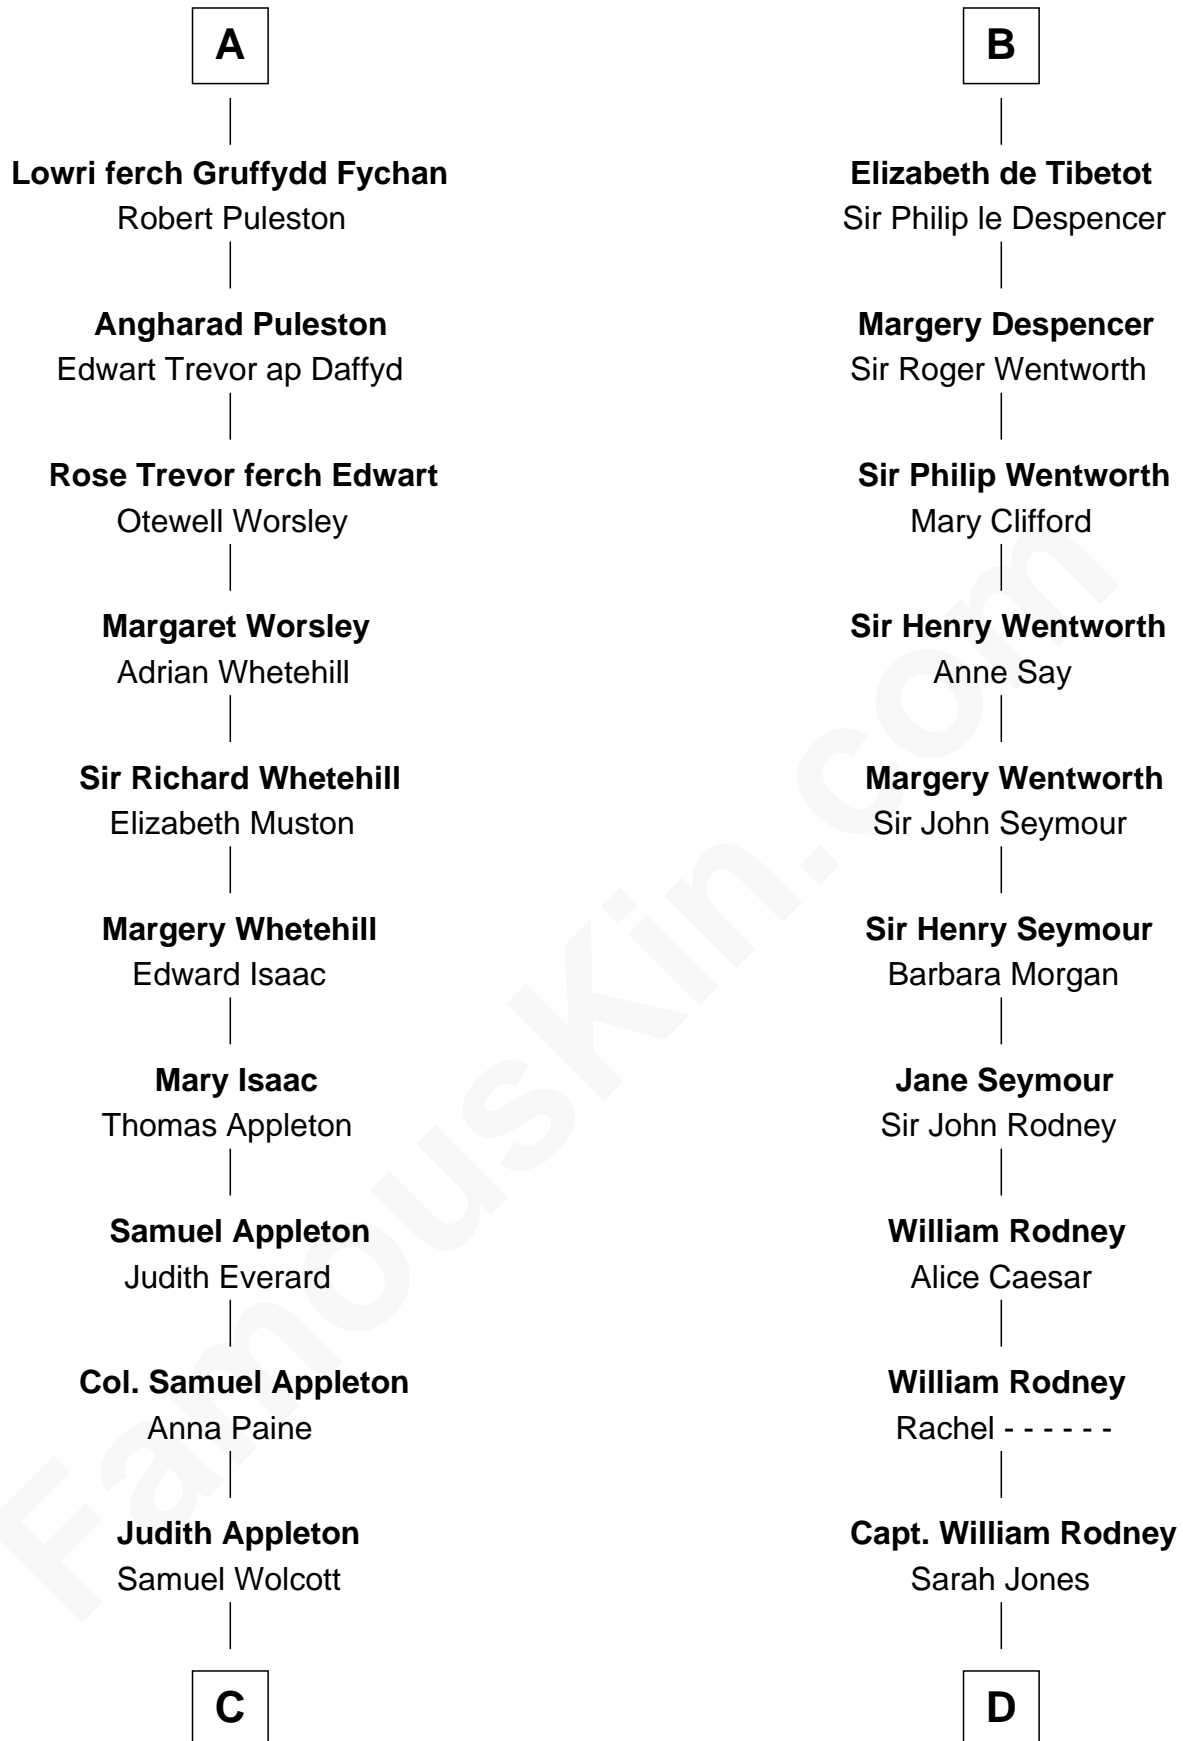 A
Lowri ferch Gruffydd Fychan
Robert Puleston
Angharad Puleston
Edwart Trevor ap Daffyd
Rose Trevor ferch Edwart
Otewell Worsley
Margaret Worsley
Adrian Whetehill
Sir Richard Whetehill
Elizabeth Muston
Margery Whetehill
Edward Isaac
Mary Isaac
Thomas Appleton
Samuel Appleton
Judith Everard
Col. Samuel Appleton
Anna Paine
Judith Appleton
Samuel Wolcott
C
B
Elizabeth de Tibetot
Sir Philip le Despencer
Margery Despencer
Sir Roger Wentworth
Sir Philip Wentworth
Mary Clifford
Sir Henry Wentworth
Anne Say
Margery Wentworth
Sir John Seymour
Sir Henry Seymour
Barbara Morgan
Jane Seymour
Sir John Rodney
William Rodney
Alice Caesar
William Rodney
Rachel - - - - - -
Capt. William Rodney
Sarah Jones
D
FamousKin.com